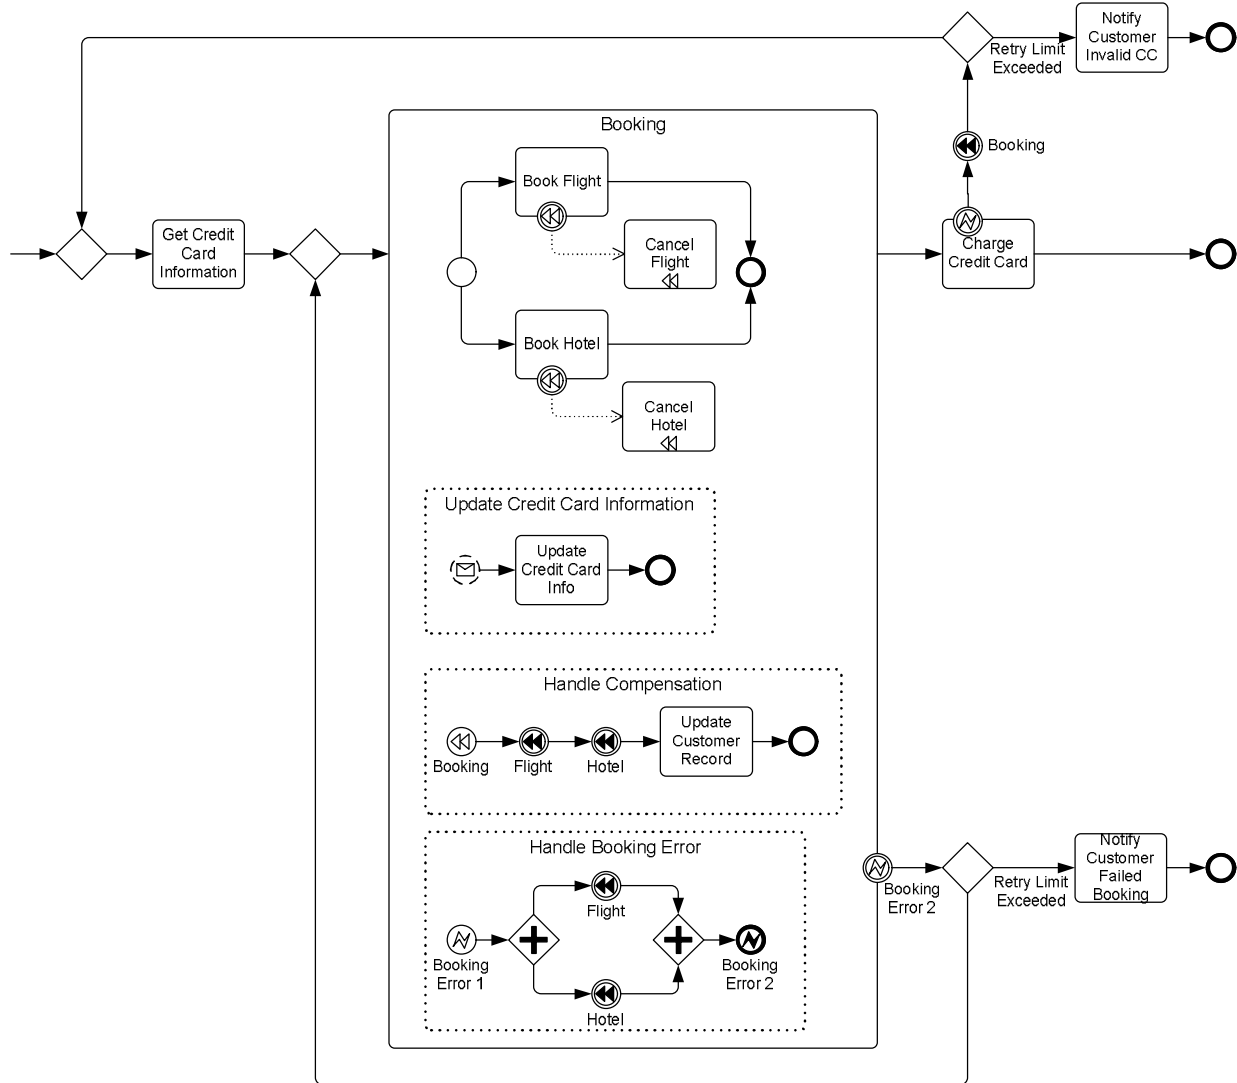 Notify
Customer
Invalid CC
Retry Limit
Exceeded
Booking
Booking
Book Flight
Get Credit
Card
Information
Cancel
Flight
Charge
Credit Card
Book Hotel
Cancel
Hotel
Update Credit Card Information
Update
Credit Card
Info
Handle Compensation
Update
Customer
Record
Booking
Flight
Hotel
Handle Booking Error
Notify
Customer
Failed
Booking
Retry Limit
Exceeded
Booking
Error 2
Flight
Booking
Error 1
Booking
Error 2
Hotel